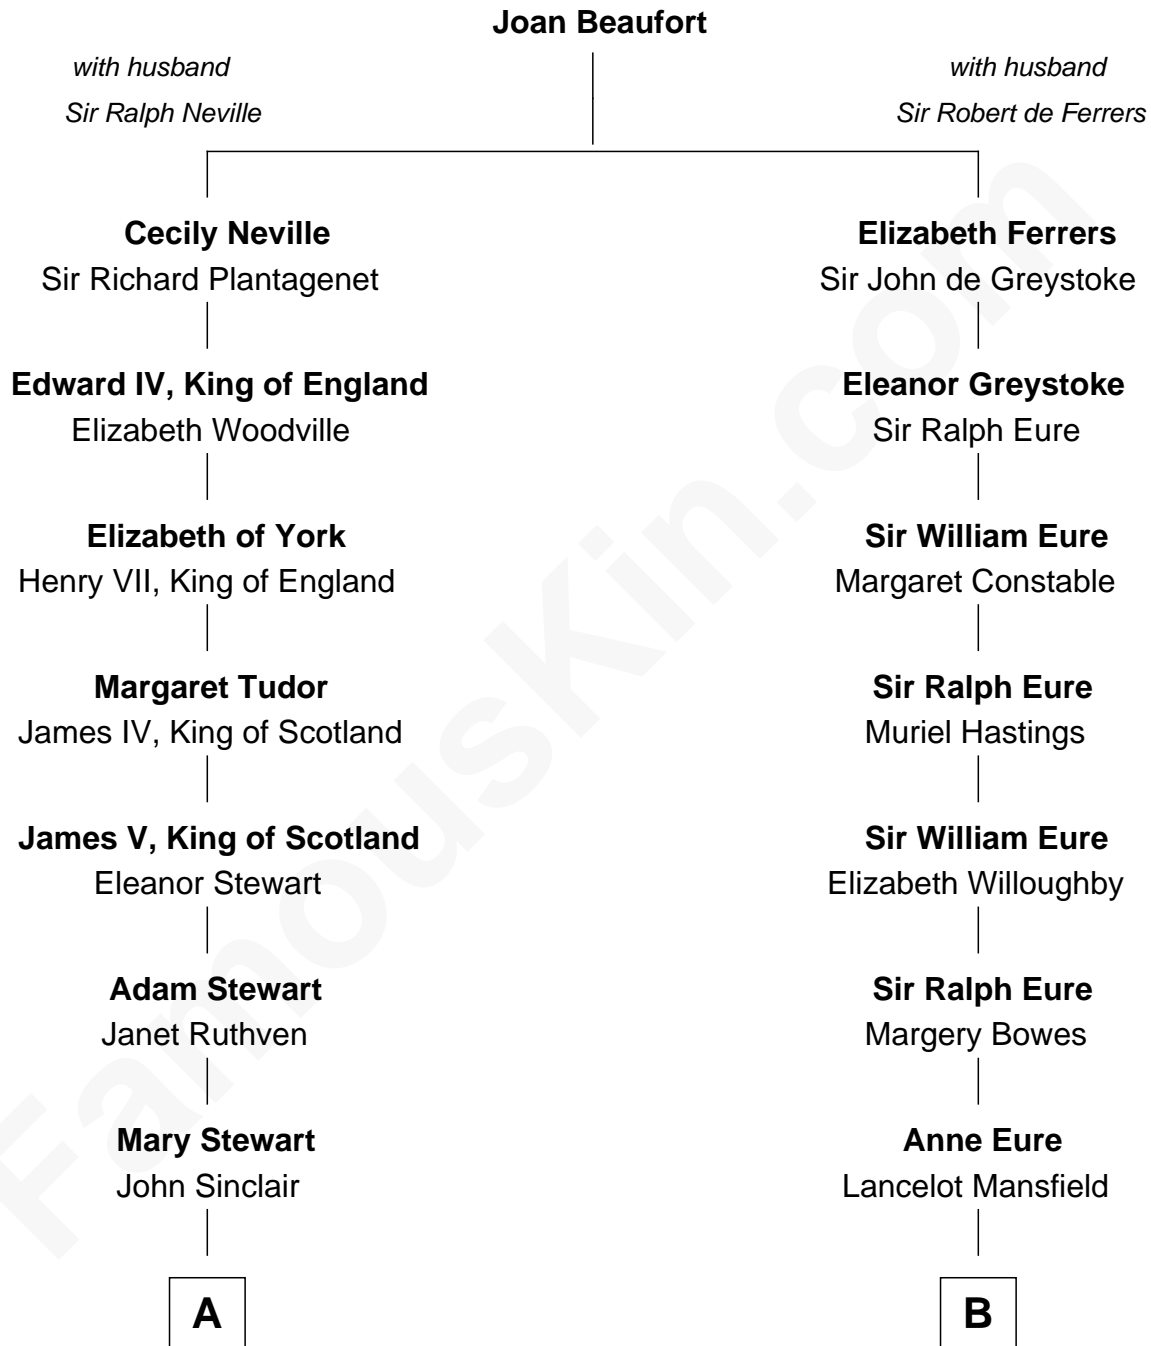 Joan Beaufort
with husband
Sir Ralph Neville
with husband
Sir Robert de Ferrers
Cecily Neville
Sir Richard Plantagenet
Elizabeth Ferrers
Sir John de Greystoke
Edward IV, King of England
Elizabeth Woodville
Eleanor Greystoke
Sir Ralph Eure
Elizabeth of York
Henry VII, King of England
Sir William Eure
Margaret Constable
Margaret Tudor
James IV, King of Scotland
Sir Ralph Eure
Muriel Hastings
James V, King of Scotland
Eleanor Stewart
Sir William Eure
Elizabeth Willoughby
Adam Stewart
Janet Ruthven
Sir Ralph Eure
Margery Bowes
Mary Stewart
John Sinclair
Anne Eure
Lancelot Mansfield
A
B
FamousKin.com